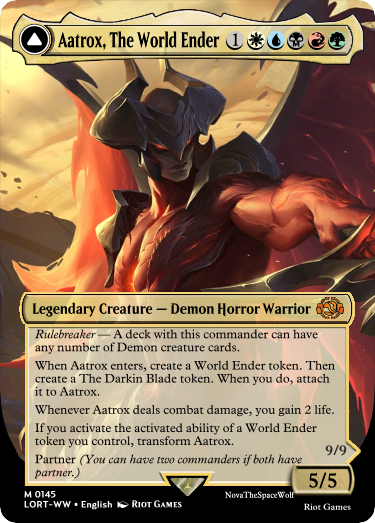 Aatrox, The World Ender 1
Legendary Creature — Demon Horror Warrior
Rulebreaker — A deck with this commander can have
any number of Demon creature cards.
When Aatrox enters, create a World Ender token. Then
create a The Darkin Blade token. When you do, attach
it to Aatrox.
Whenever Aatrox deals combat damage, you gain 2 life.
If you activate the activated ability of a World Ender
token you control, transform Aatrox.
Partner (You can have two commanders if both have
partner.)
9/9
5/5
M 0145
LORT-WW • English Riot Games
NovaTheSpaceWolf
Riot Games